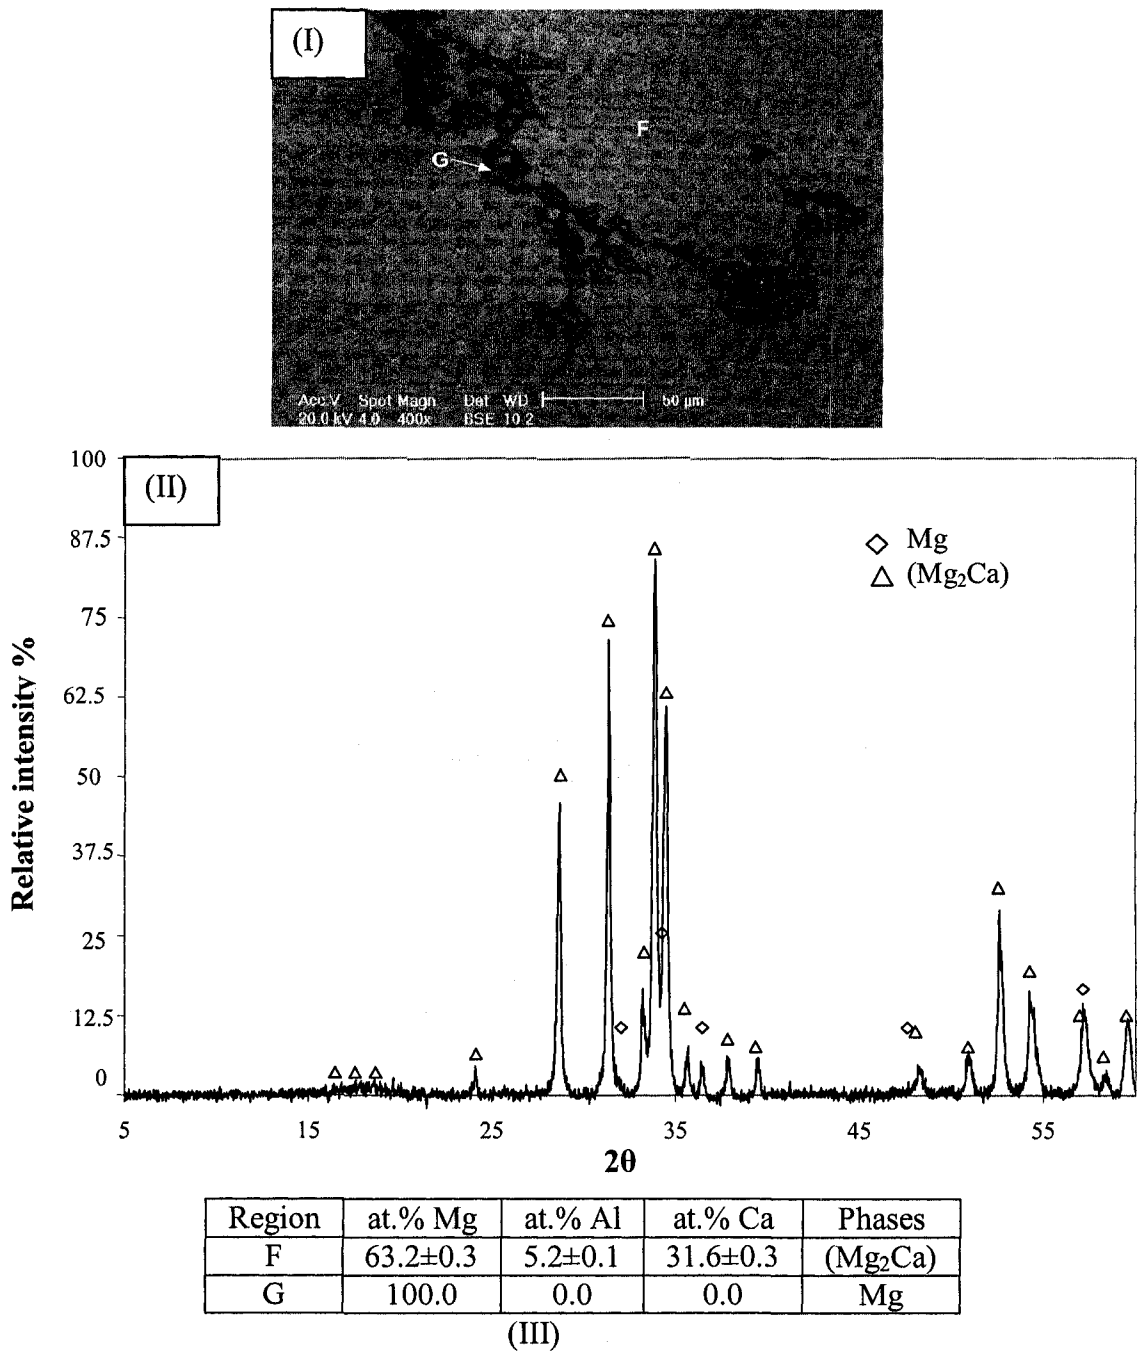 (I)
F
G
Acc.V Spot Magn Det WD 50 µm
20.0 kV 4.0 400x BSE 10.2
100
(II)
87.5
75
62.5
50
37.5
25
12.5
0
Relative intensity %
◇ Mg
△ (Mg₂Ca)
5 15 25 35 45 55
2θ
Region at.% Mg at.% Al at.% Ca Phases
F 63.2±0.3 5.2±0.1 31.6±0.3 (Mg₂Ca)
G 100.0 0.0 0.0 Mg
(III)